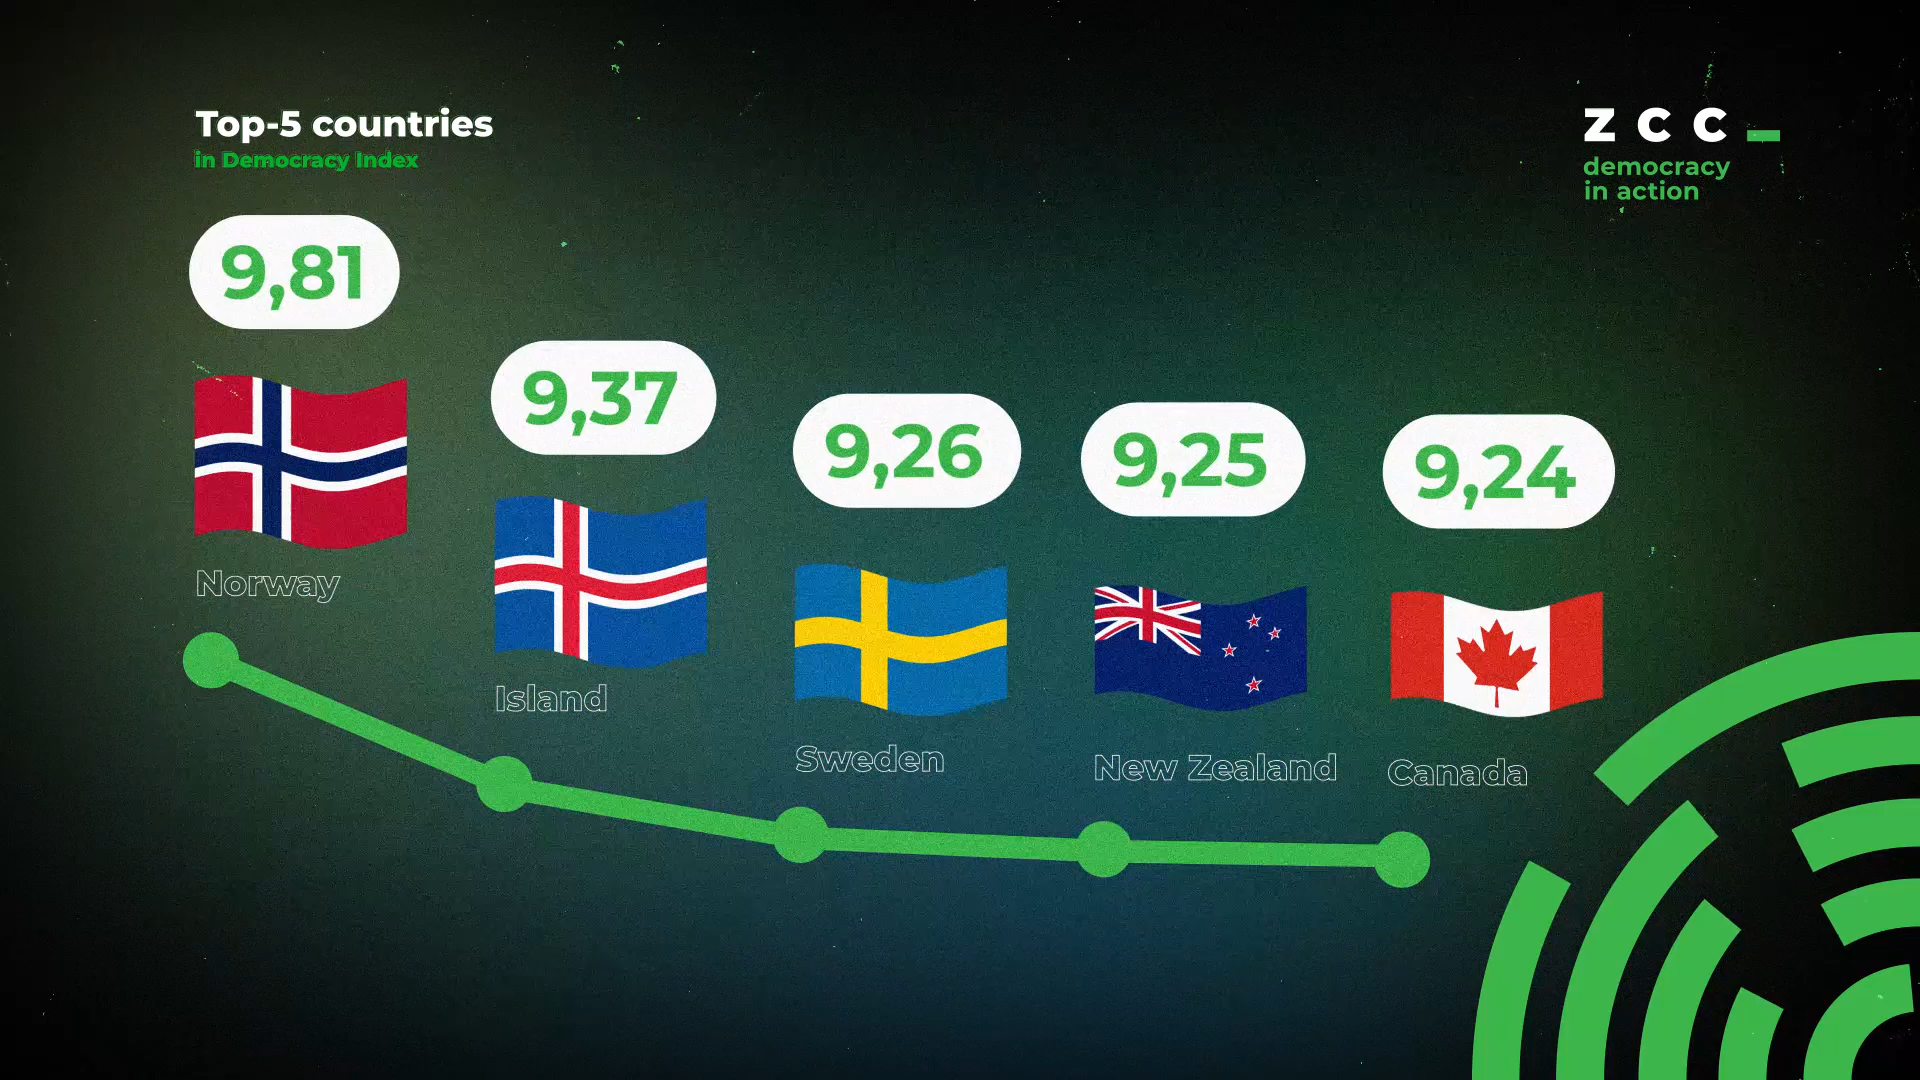 Top-5 countries
in Democracy Index
zcc_
democracy
in action
9,81
9,37
9,26
9,25
9,24
Norway
Island
Sweden
New Zealand
Canada